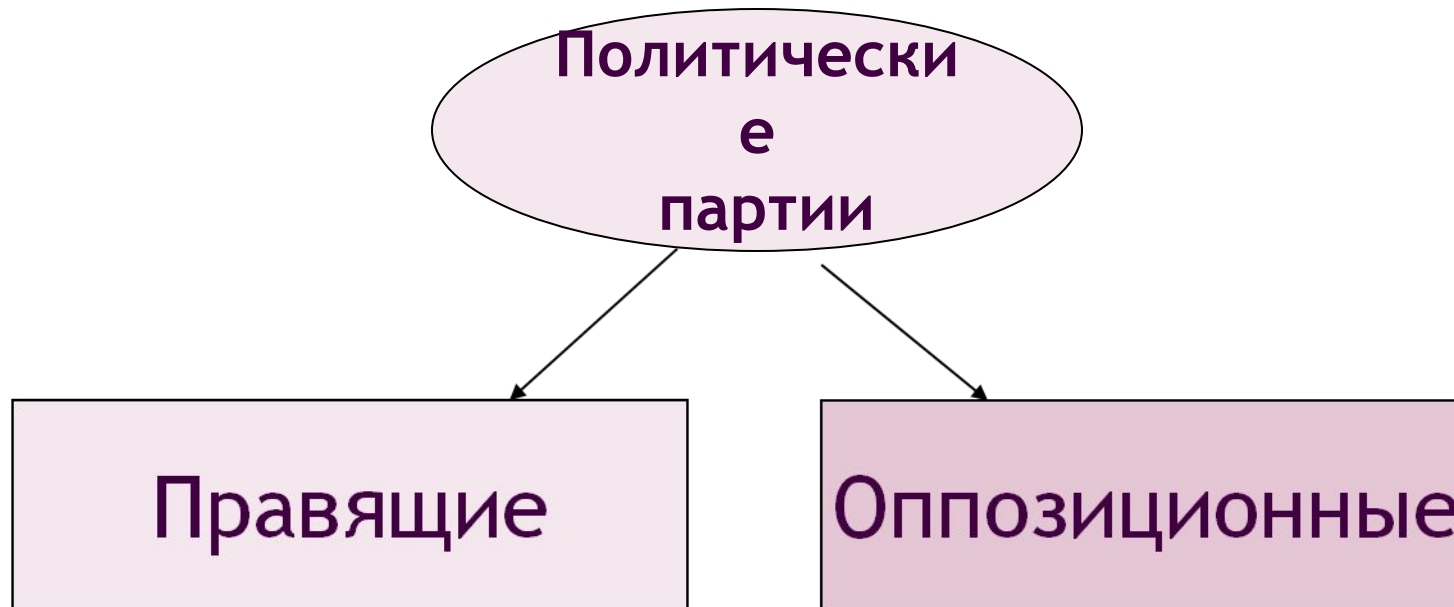 Политически
е
партии
Правящие
Оппозиционные